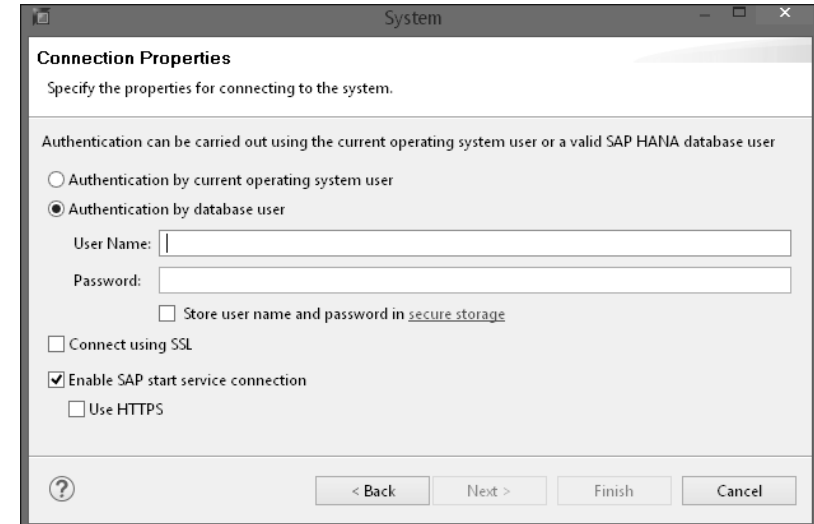 System
Connection Properties
Specify the properties for connecting to the system.
Authentication can be carried out using the current operating system user or a valid SAP HANA database user
Authentication by current operating system user
Authentication by database user
User Name:
Password:
Store user name and password in secure storage
Connect using SSL
Enable SAP start service connection
Use HTTPS
? < Back Next > Finish Cancel